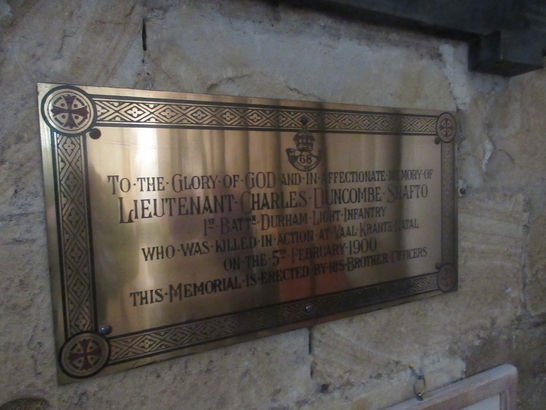 68
TO·THE·GLORY·OF·GOD·AND·IN·AFFECTIONATE·MEMORY·OF
LIEUTENANT·CHARLES·DUNCOMBE·SHAFTO
1ST·BATTN·DURHAM·LIGHT·INFANTRY
WHO·WAS·KILLED·IN·ACTION·AT·VAAL·KRANTZ·NATAL
ON·THE·5TH·FEBRUARY·1900
THIS·MEMORIAL·IS·ERECTED·BY·HIS·BROTHER·OFFICERS